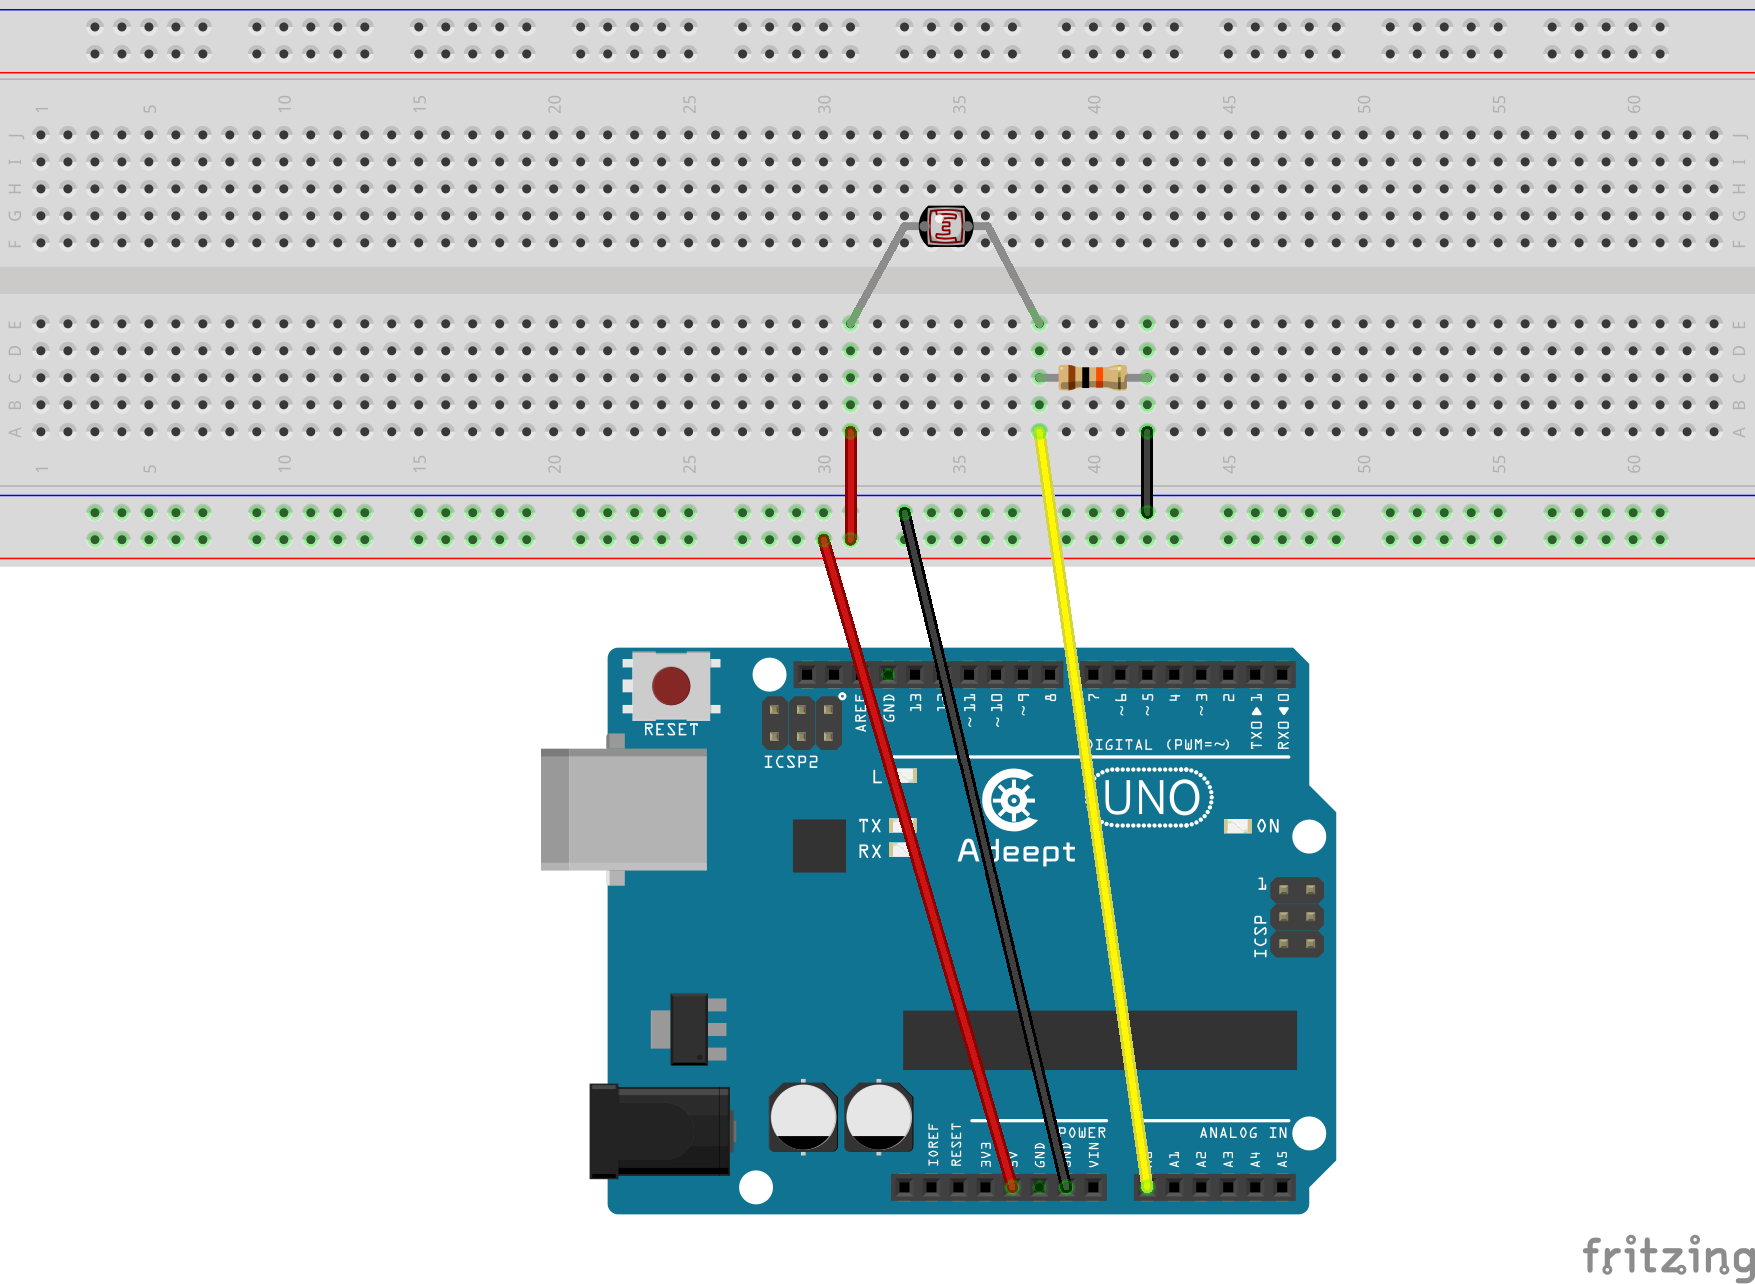 1 5 10 15 20 25 30 35 40 45 50 55 60
J J
I I
H H
G G
F F
E E
D D
C C
B B
A A
1 5 10 15 20 25 30 35 40 45 50 55 60
RESET
ICSP2
AREF GND 13 ~11 ~10 ~9 8 7 ~6 ~5 4 ~3 2 TX0▶1 RX0◀0
DIGITAL (PWM=~)
L
TX
RX
Adeept
UNO
ON
1
ICSP
POWER
ANALOG IN
IOREF RESET 3V3 5V GND GND VIN A0 A1 A2 A3 A4 A5
fritzing